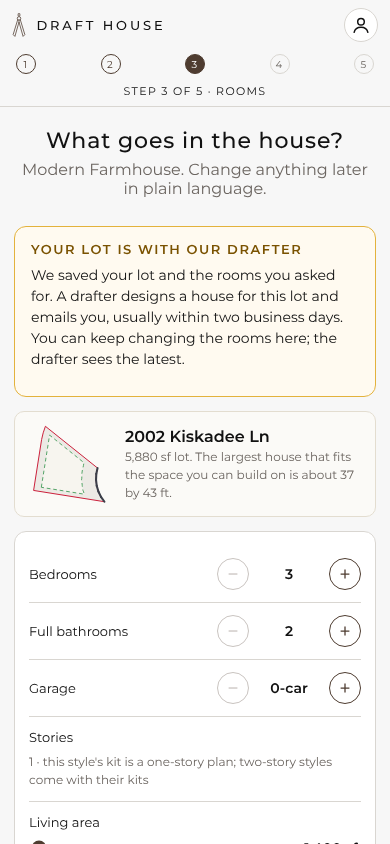 DRAFT HOUSE
1 2 3 4 5
STEP 3 OF 5 · ROOMS
What goes in the house?
Modern Farmhouse. Change anything later
in plain language.
YOUR LOT IS WITH OUR DRAFTER
We saved your lot and the rooms you asked
for. A drafter designs a house for this lot and
emails you, usually within two business days.
You can keep changing the rooms here; the
drafter sees the latest.
2002 Kiskadee Ln
5,880 sf lot. The largest house that fits
the space you can build on is about 37
by 43 ft.
Bedrooms − 3 +
Full bathrooms − 2 +
Garage − 0-car +
Stories
1 · this style's kit is a one-story plan; two-story styles
come with their kits
Living area